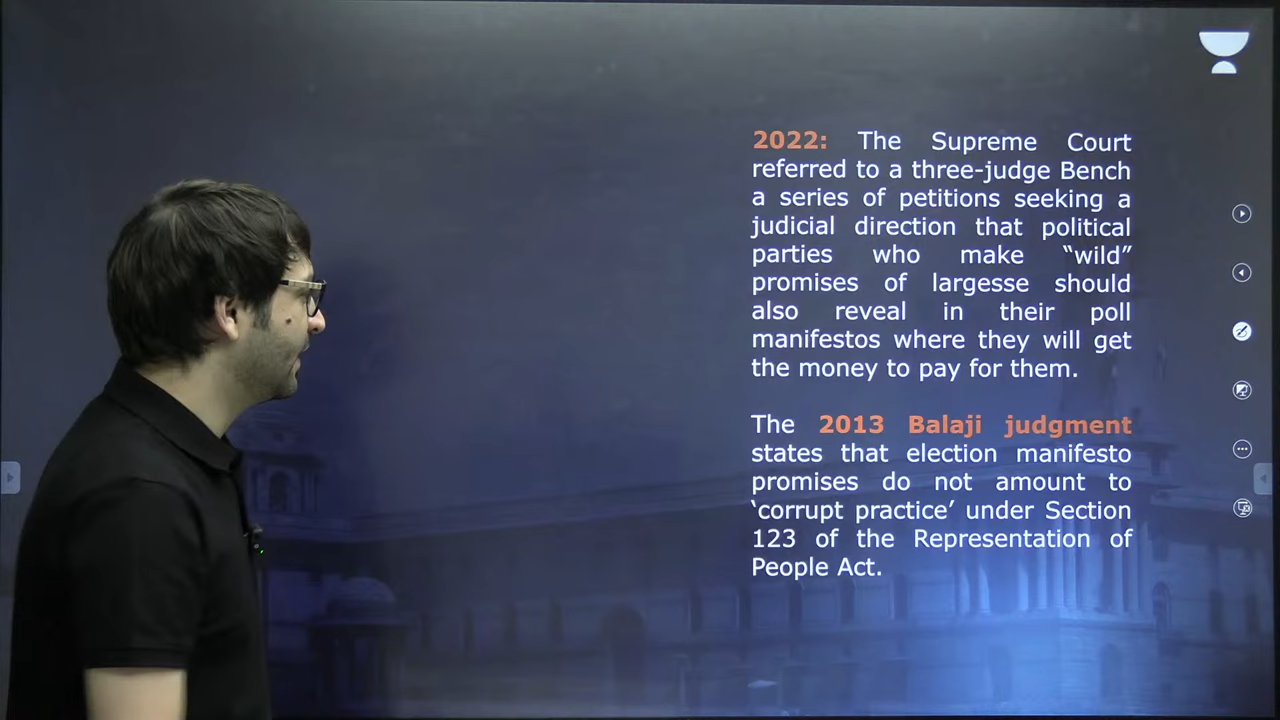 2022: The Supreme Court
referred to a three-judge Bench
a series of petitions seeking a
judicial direction that political
parties who make “wild”
promises of largesse should
also reveal in their poll
manifestos where they will get
the money to pay for them.
The 2013 Balaji judgment
states that election manifesto
promises do not amount to
‘corrupt practice’ under Section
123 of the Representation of
People Act.